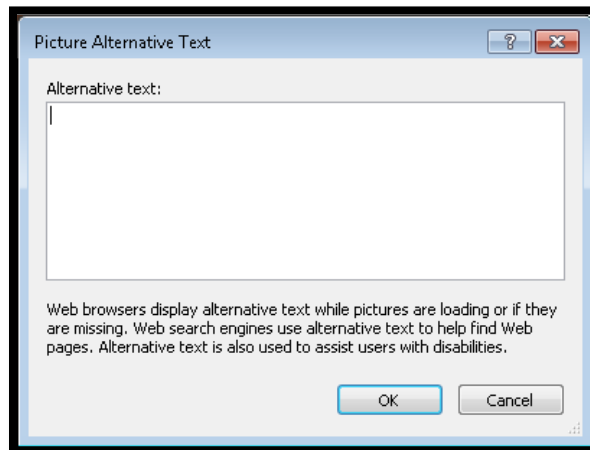 Picture Alternative Text
Alternative text:
Web browsers display alternative text while pictures are loading or if they
are missing. Web search engines use alternative text to help find Web
pages. Alternative text is also used to assist users with disabilities.
OK Cancel